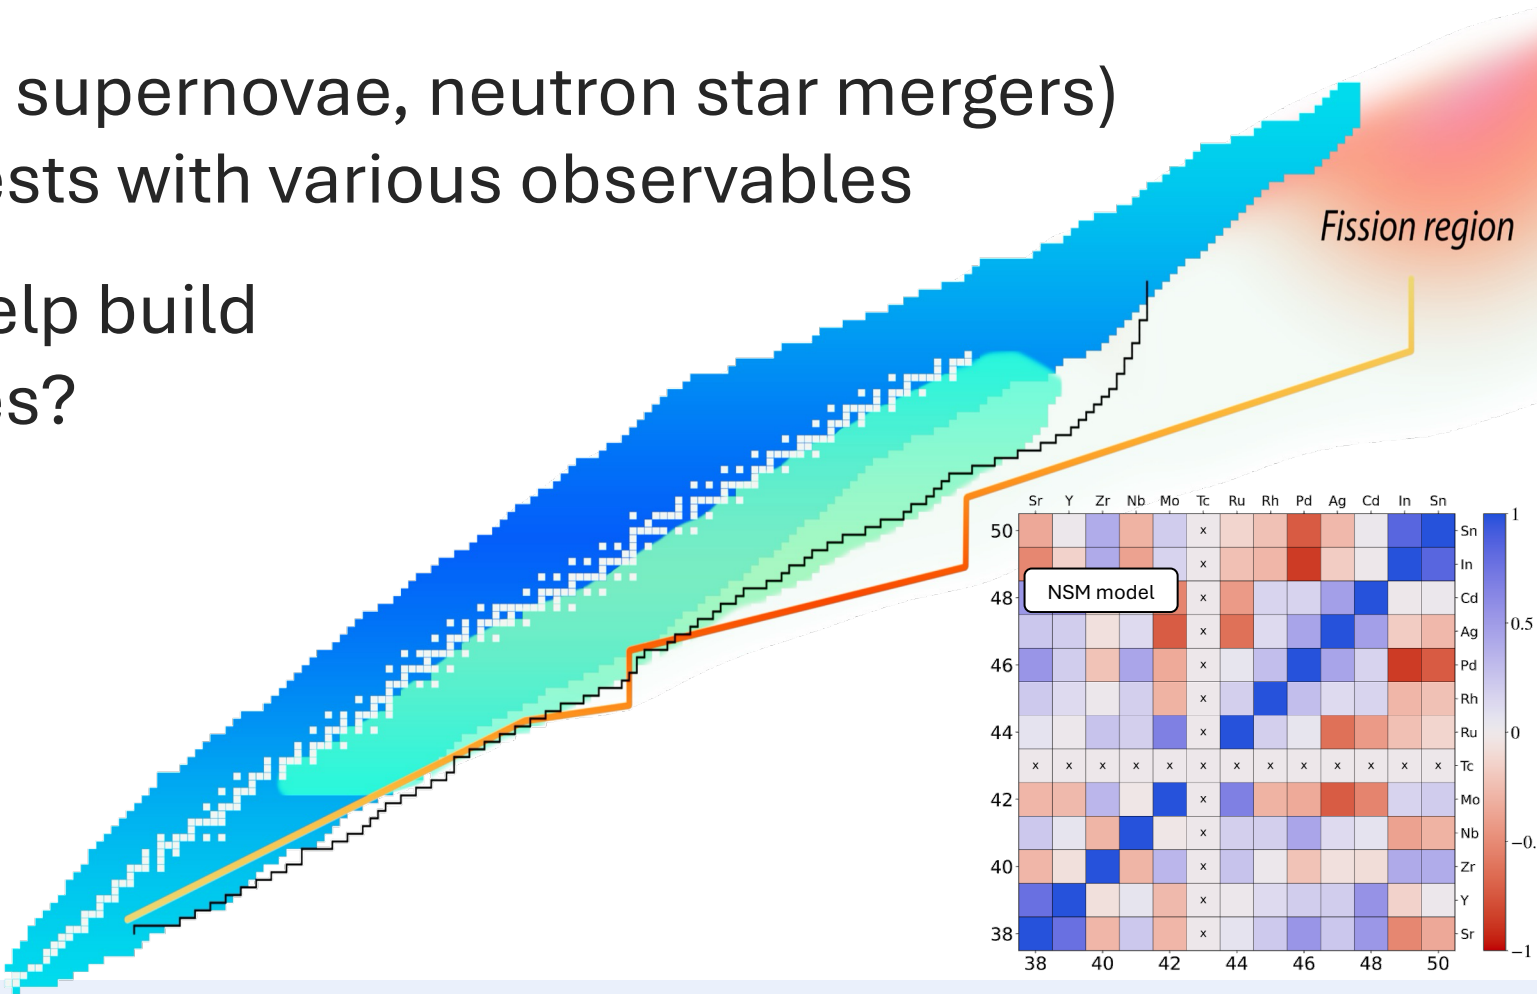 supernovae, neutron star mergers)
ests with various observables
elp build
es?
Fission region
Sr Y Zr Nb Mo Tc Ru Rh Pd Ag Cd In Sn
50 x Sn 1
x In
48 NSM model x Cd
x Ag 0.5
46 x Pd
x Rh
44 x Ru 0
x x x x x x x x x x x x x Tc
42 x Mo
x Nb −0.
40 x Zr
x Y
38 x Sr −1
38 40 42 44 46 48 50